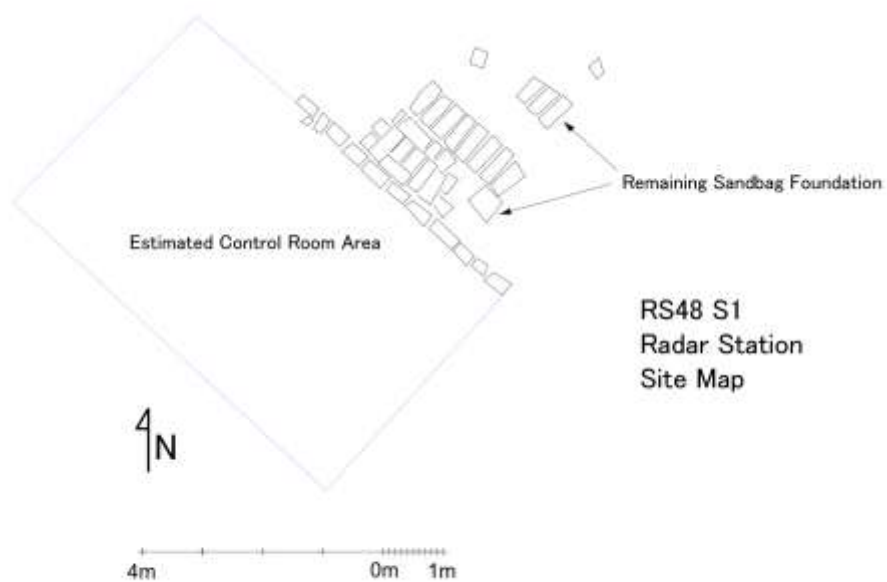 Remaining Sandbag Foundation
Estimated Control Room Area
RS48 S1
Radar Station
Site Map
N
4m 0m 1m